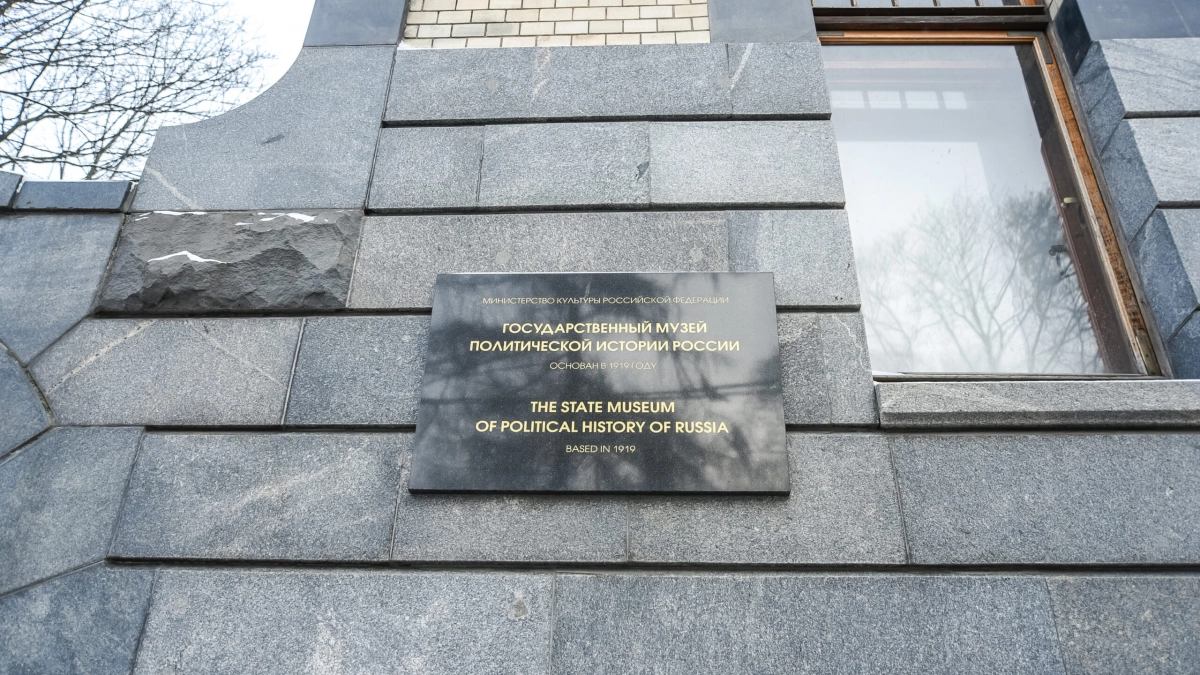 МИНИСТЕРСТВО КУЛЬТУРЫ РОССИЙСКОЙ ФЕДЕРАЦИИ
ГОСУДАРСТВЕННЫЙ МУЗЕЙ
ПОЛИТИЧЕСКОЙ ИСТОРИИ РОССИИ
ОСНОВАН В 1919 ГОДУ
THE STATE MUSEUM
OF POLITICAL HISTORY OF RUSSIA
BASED IN 1919